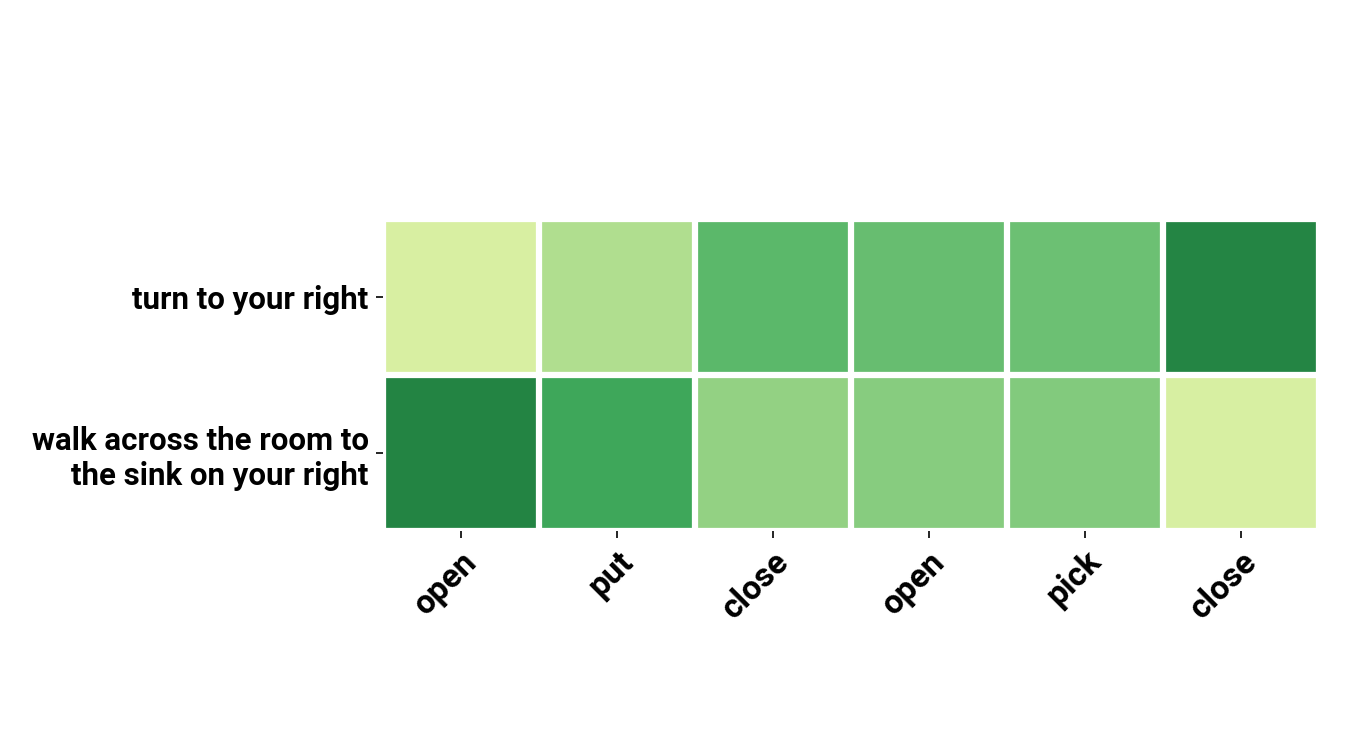 turn to your right
walk across the room to
the sink on your right
open
put
close
open
pick
close